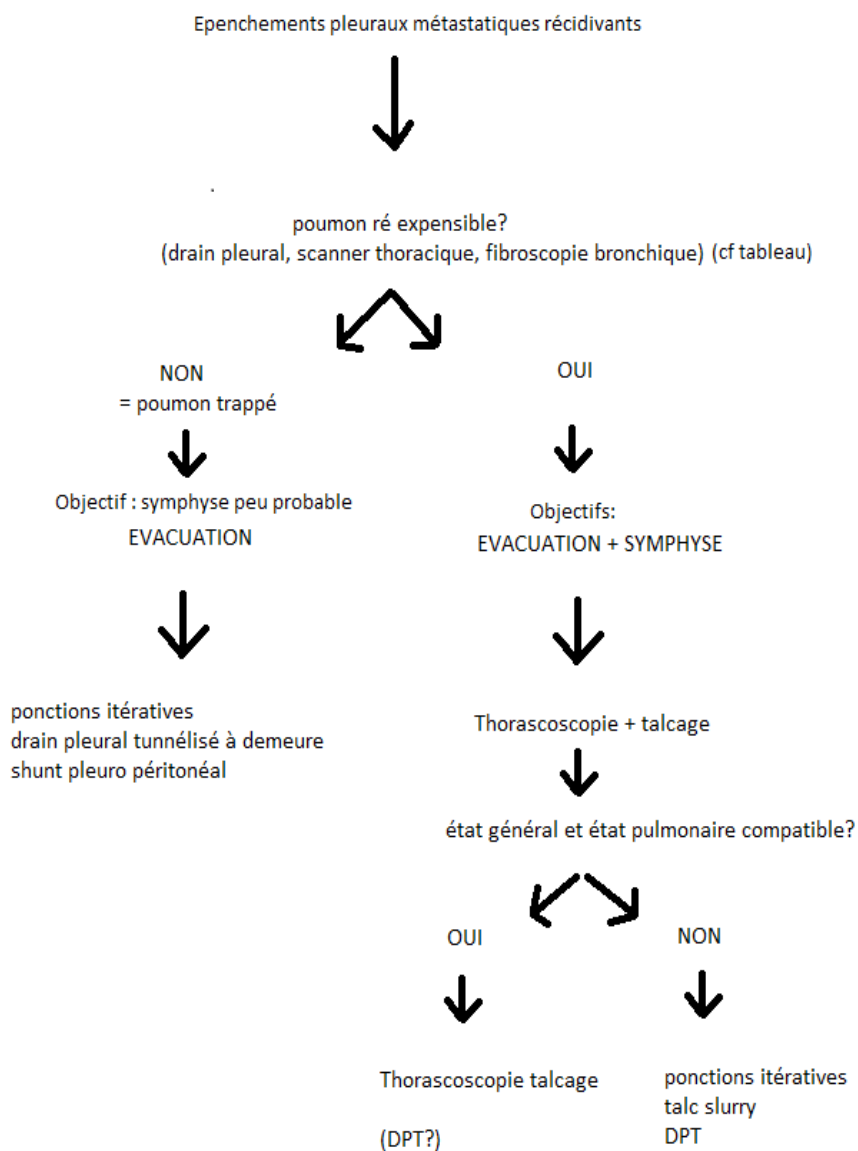 Epenchements pleuraux métastatiques récidivants
poumon ré expensible?
(drain pleural, scanner thoracique, fibroscopie bronchique) (cf tableau)
NON
= poumon trappé
OUI
Objectif : symphyse peu probable
EVACUATION
Objectifs:
EVACUATION + SYMPHYSE
ponctions itératives
drain pleural tunnélisé à demeure
shunt pleuro péritonéal
Thorascoscopie + talcage
état général et état pulmonaire compatible?
OUI
NON
Thorascoscopie talcage
(DPT?)
ponctions itératives
talc slurry
DPT